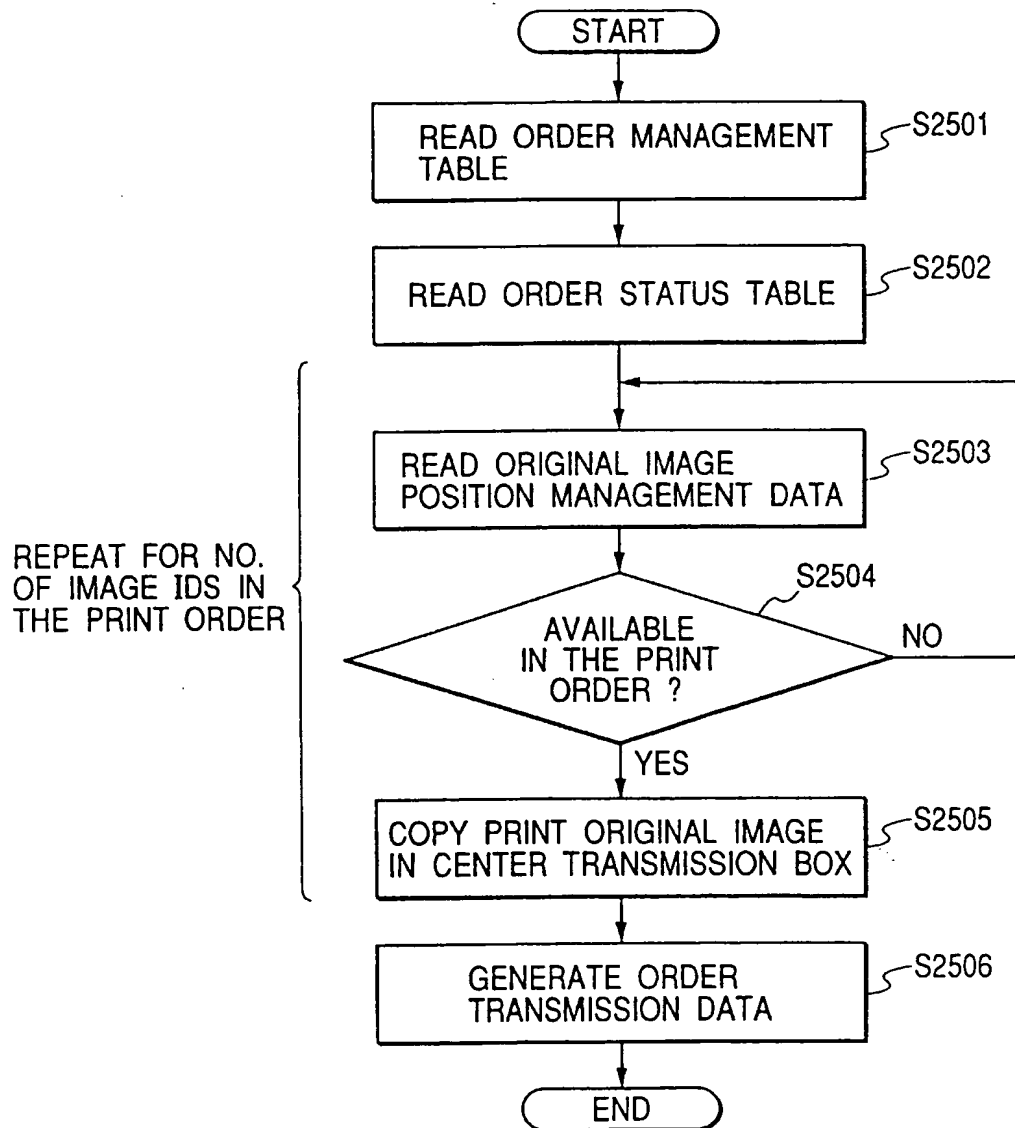 START
READ ORDER MANAGEMENT
TABLE
S2501
READ ORDER STATUS TABLE
S2502
READ ORIGINAL IMAGE
POSITION MANAGEMENT DATA
S2503
REPEAT FOR NO.
OF IMAGE IDS IN
THE PRINT ORDER
AVAILABLE
IN THE PRINT
ORDER ?
S2504
NO
YES
COPY PRINT ORIGINAL IMAGE
IN CENTER TRANSMISSION BOX
S2505
GENERATE ORDER
TRANSMISSION DATA
S2506
END